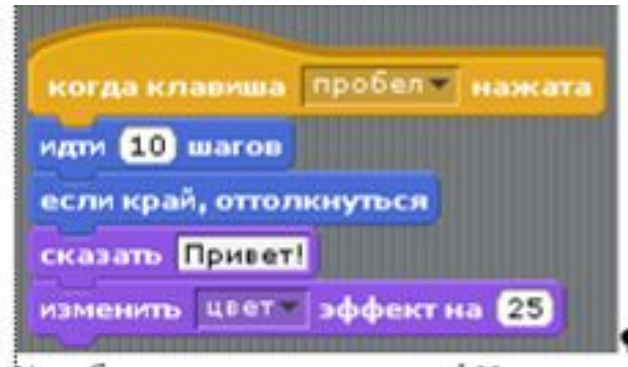 когда клавиша пробел нажата
идти 10 шагов
если край, оттолкнуться
сказать Привет!
изменить цвет эффект на 25